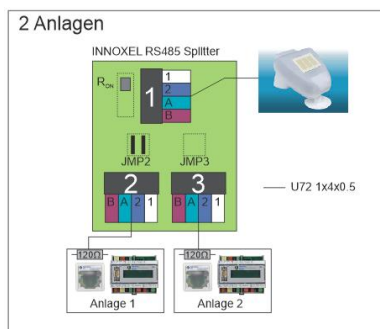 2 Anlagen
INNOXEL RS485 Splitter
RON
1
1
2
A
B
JMP2
JMP3
2
3
B A 2 1
B A 2 1
U72 1x4x0.5
120Ω
120Ω
Anlage 1
Anlage 2